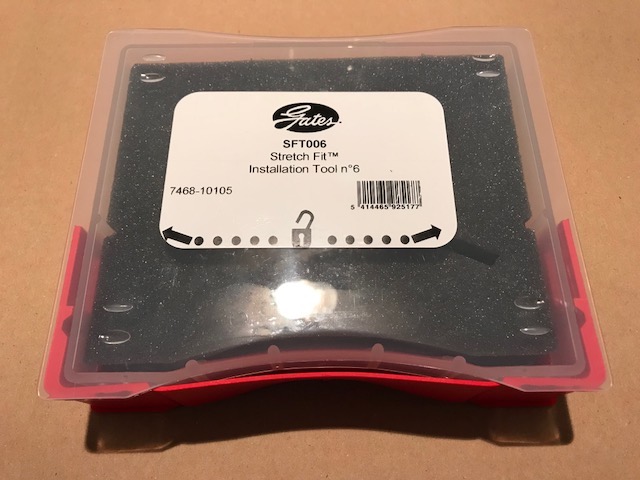 Gates
SFT006
Stretch Fit™
Installation Tool n°6
7468-10105
5 414465 925177